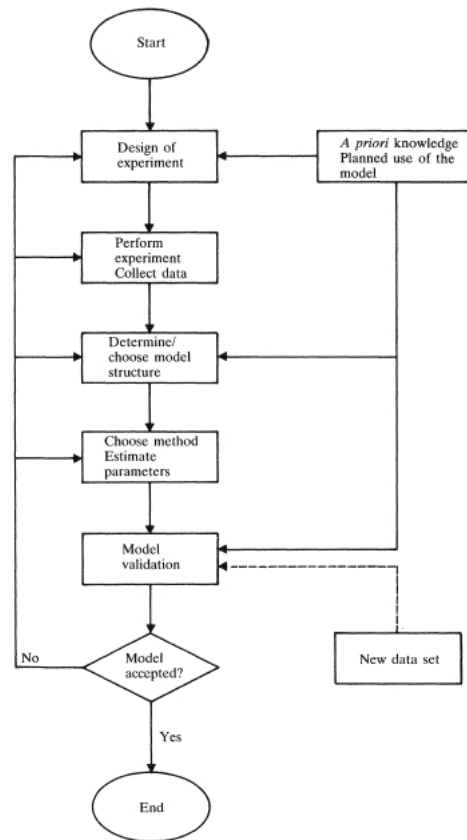 Start
Design of
experiment
A priori knowledge
Planned use of the
model
Perform
experiment
Collect data
Determine/
choose model
structure
Choose method
Estimate
parameters
Model
validation
No
Model
accepted?
New data set
Yes
End